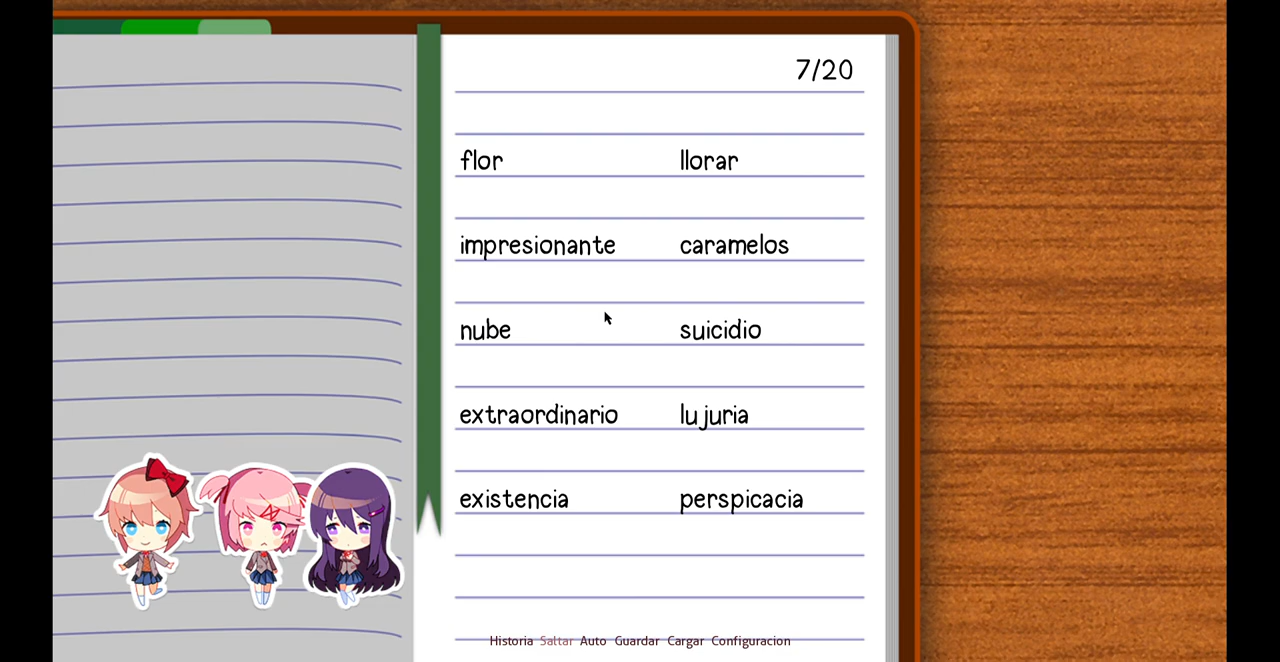 7/20
flor llorar
impresionante caramelos
nube suicidio
extraordinario lujuria
existencia perspicacia
Historia Saltar Auto Guardar Cargar Configuracion